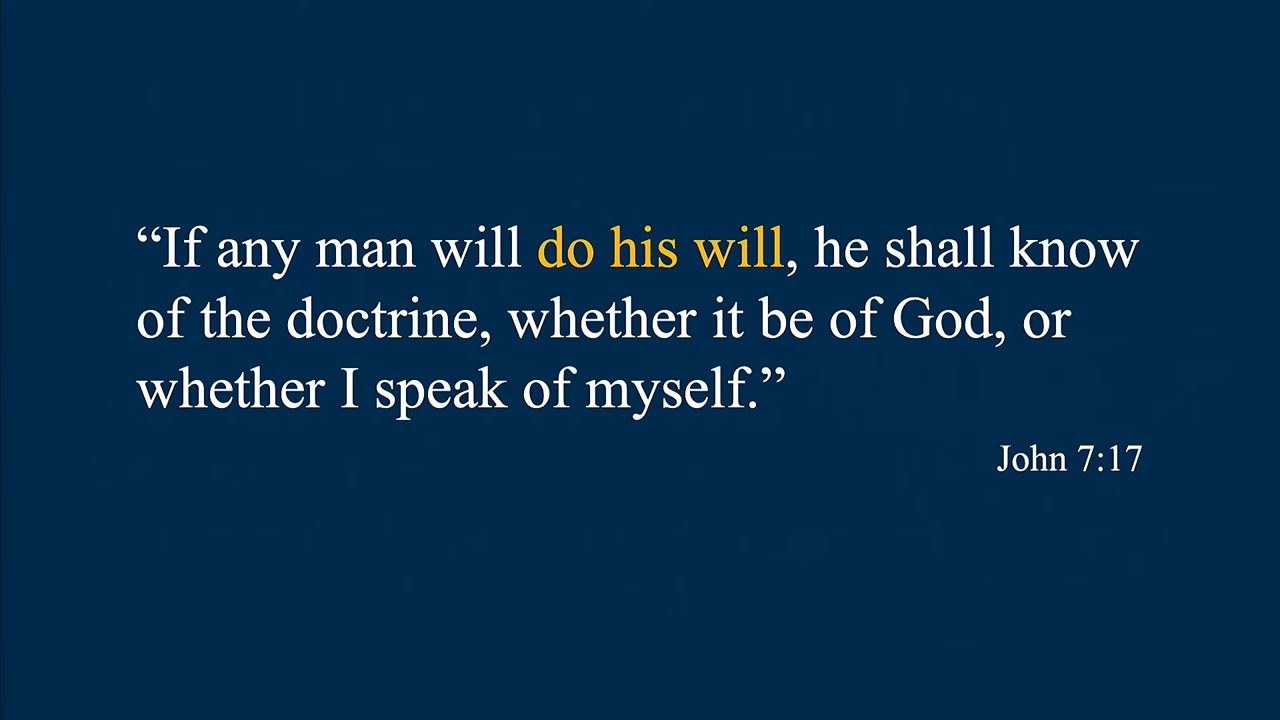 “If any man will do his will, he shall know
of the doctrine, whether it be of God, or
whether I speak of myself.”
John 7:17